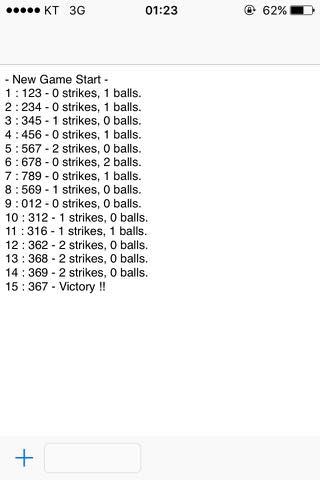 KT 3G 01:23 62%
- New Game Start -
1 : 123 - 0 strikes, 1 balls.
2 : 234 - 0 strikes, 1 balls.
3 : 345 - 1 strikes, 0 balls.
4 : 456 - 0 strikes, 1 balls.
5 : 567 - 2 strikes, 0 balls.
6 : 678 - 0 strikes, 2 balls.
7 : 789 - 0 strikes, 1 balls.
8 : 569 - 1 strikes, 0 balls.
9 : 012 - 0 strikes, 0 balls.
10 : 312 - 1 strikes, 0 balls.
11 : 316 - 1 strikes, 1 balls.
12 : 362 - 2 strikes, 0 balls.
13 : 368 - 2 strikes, 0 balls.
14 : 369 - 2 strikes, 0 balls.
15 : 367 - Victory !!